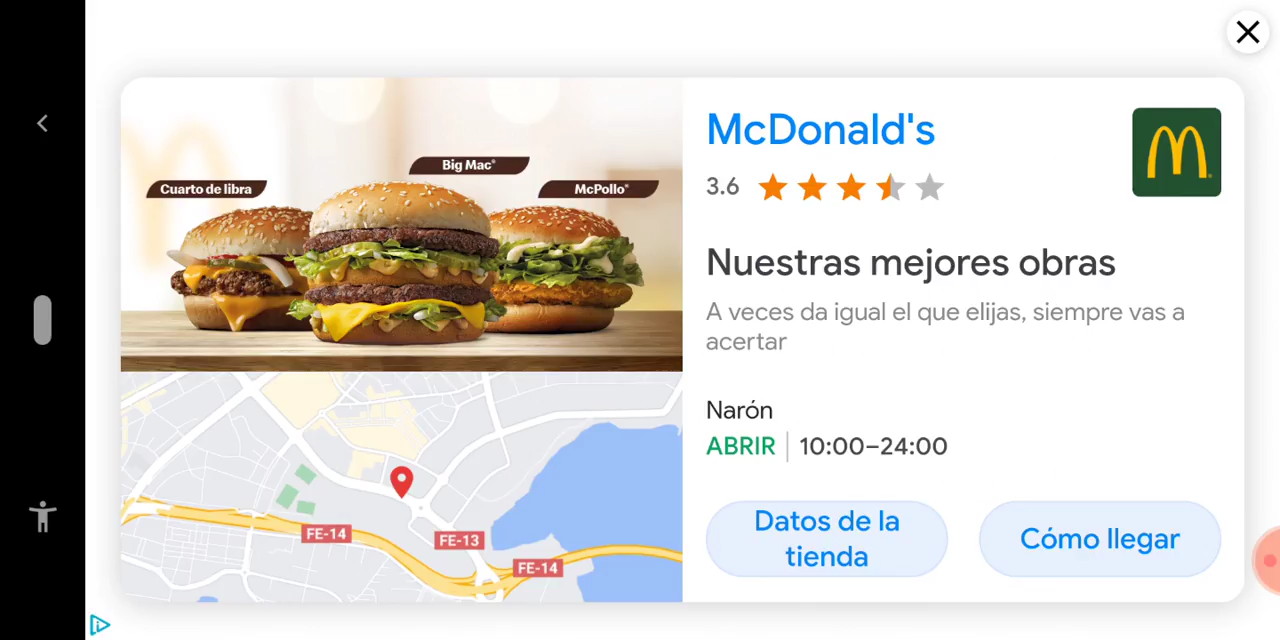 Cuarto de libra
Big Mac®
McPollo®
McDonald's
3.6
Nuestras mejores obras
A veces da igual el que elijas, siempre vas a
acertar
Narón
ABRIR | 10:00–24:00
Datos de la
tienda
Cómo llegar
FE-14
FE-13
FE-14